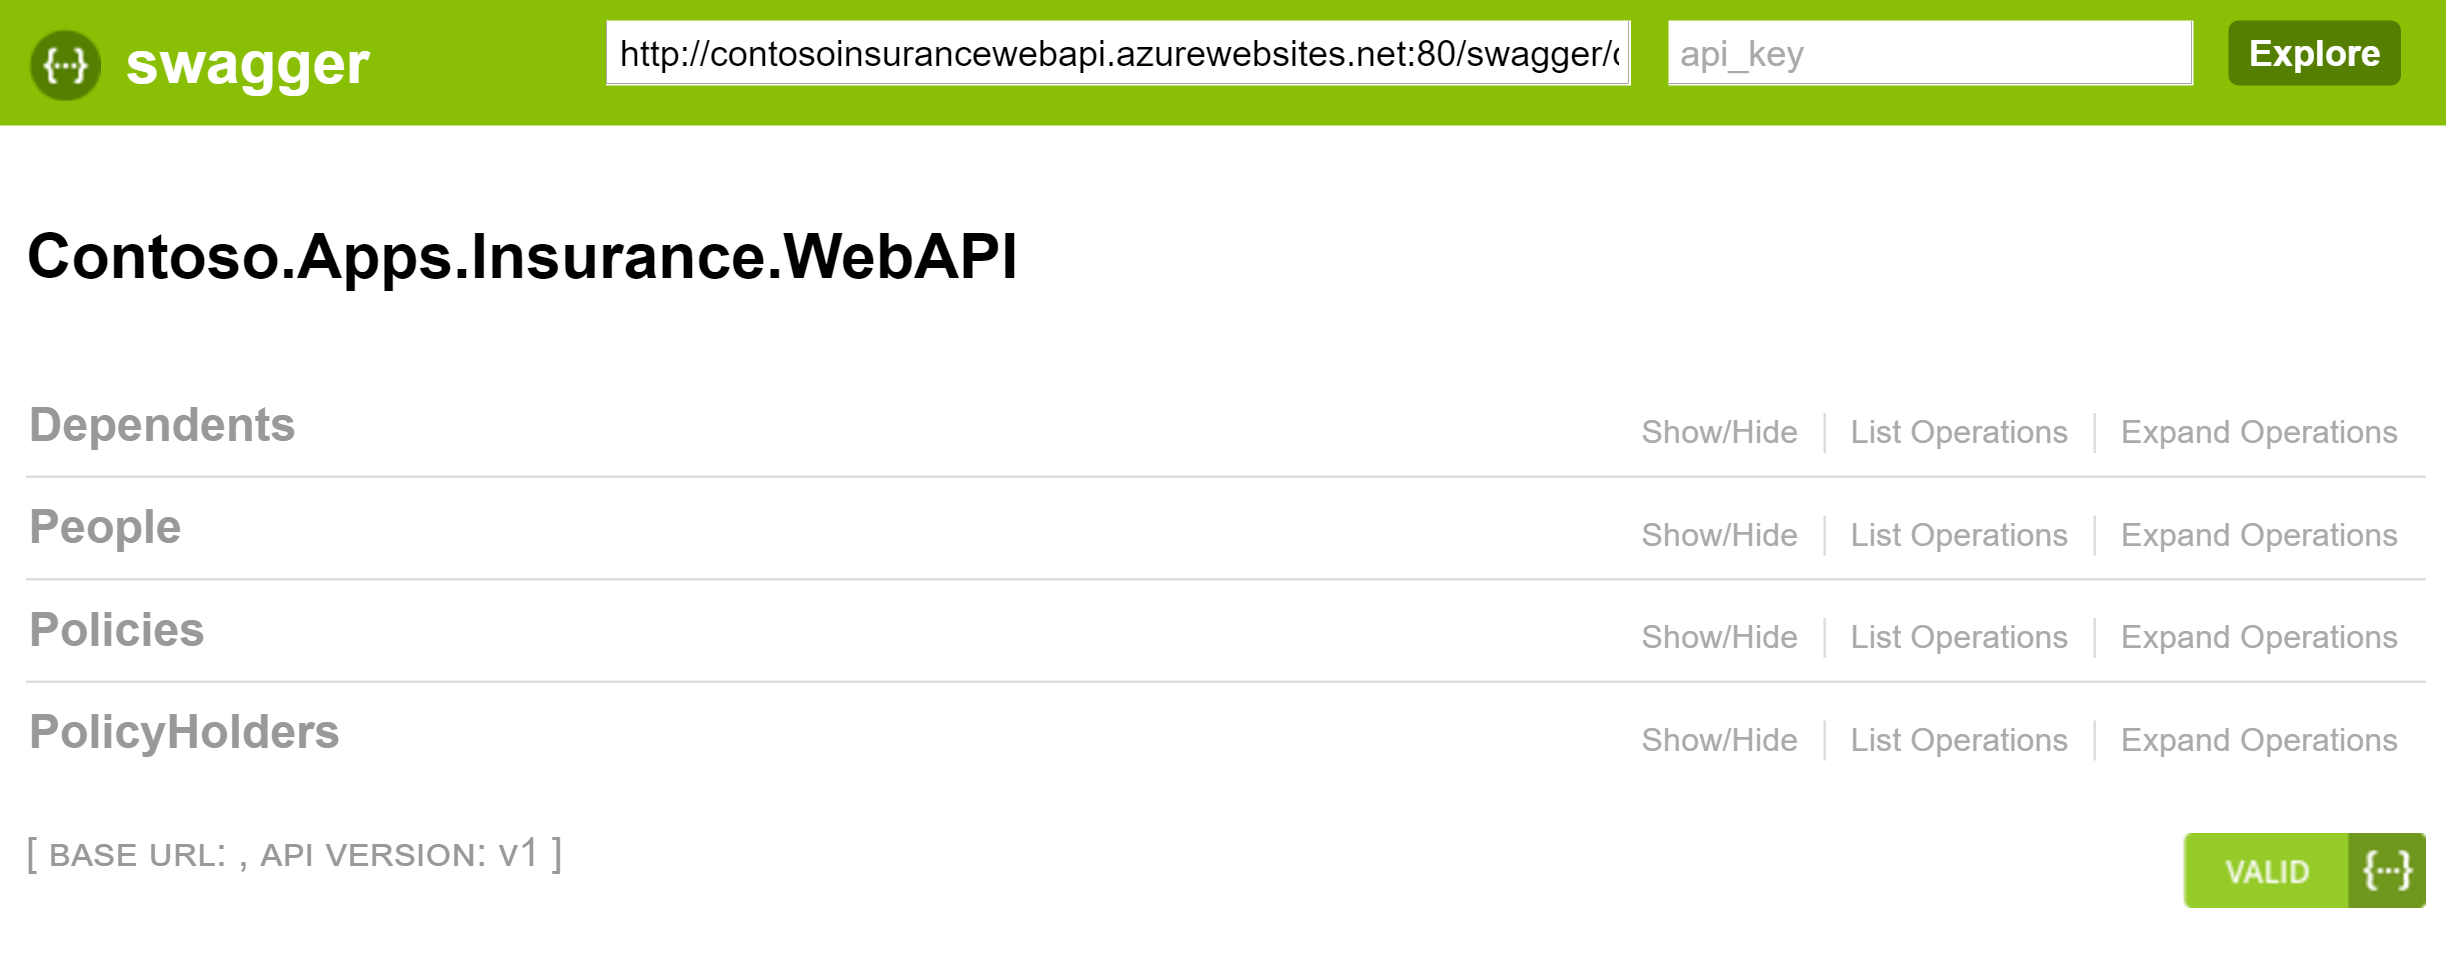 {···} swagger http://contosoinsurancewebapi.azurewebsites.net:80/swagger/ api_key Explore
Contoso.Apps.Insurance.WebAPI
Dependents Show/Hide List Operations Expand Operations
People Show/Hide List Operations Expand Operations
Policies Show/Hide List Operations Expand Operations
PolicyHolders Show/Hide List Operations Expand Operations
[ BASE URL: , API VERSION: v1 ] VALID {···}